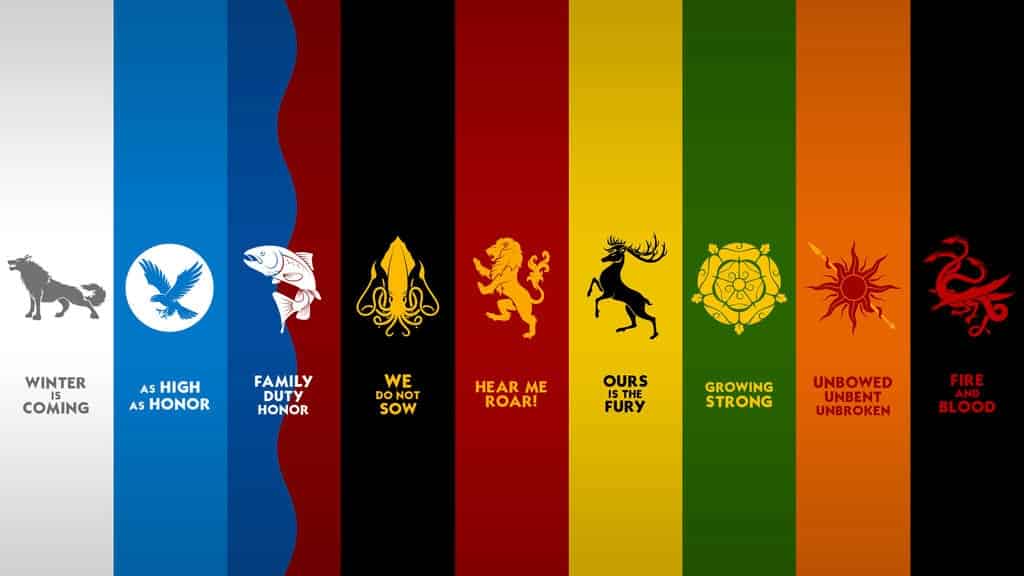 WINTER
IS
COMING
AS HIGH
AS HONOR
FAMILY
DUTY
HONOR
WE
DO NOT
SOW
HEAR ME
ROAR!
OURS
IS THE
FURY
GROWING
STRONG
UNBOWED
UNBENT
UNBROKEN
FIRE
AND
BLOOD